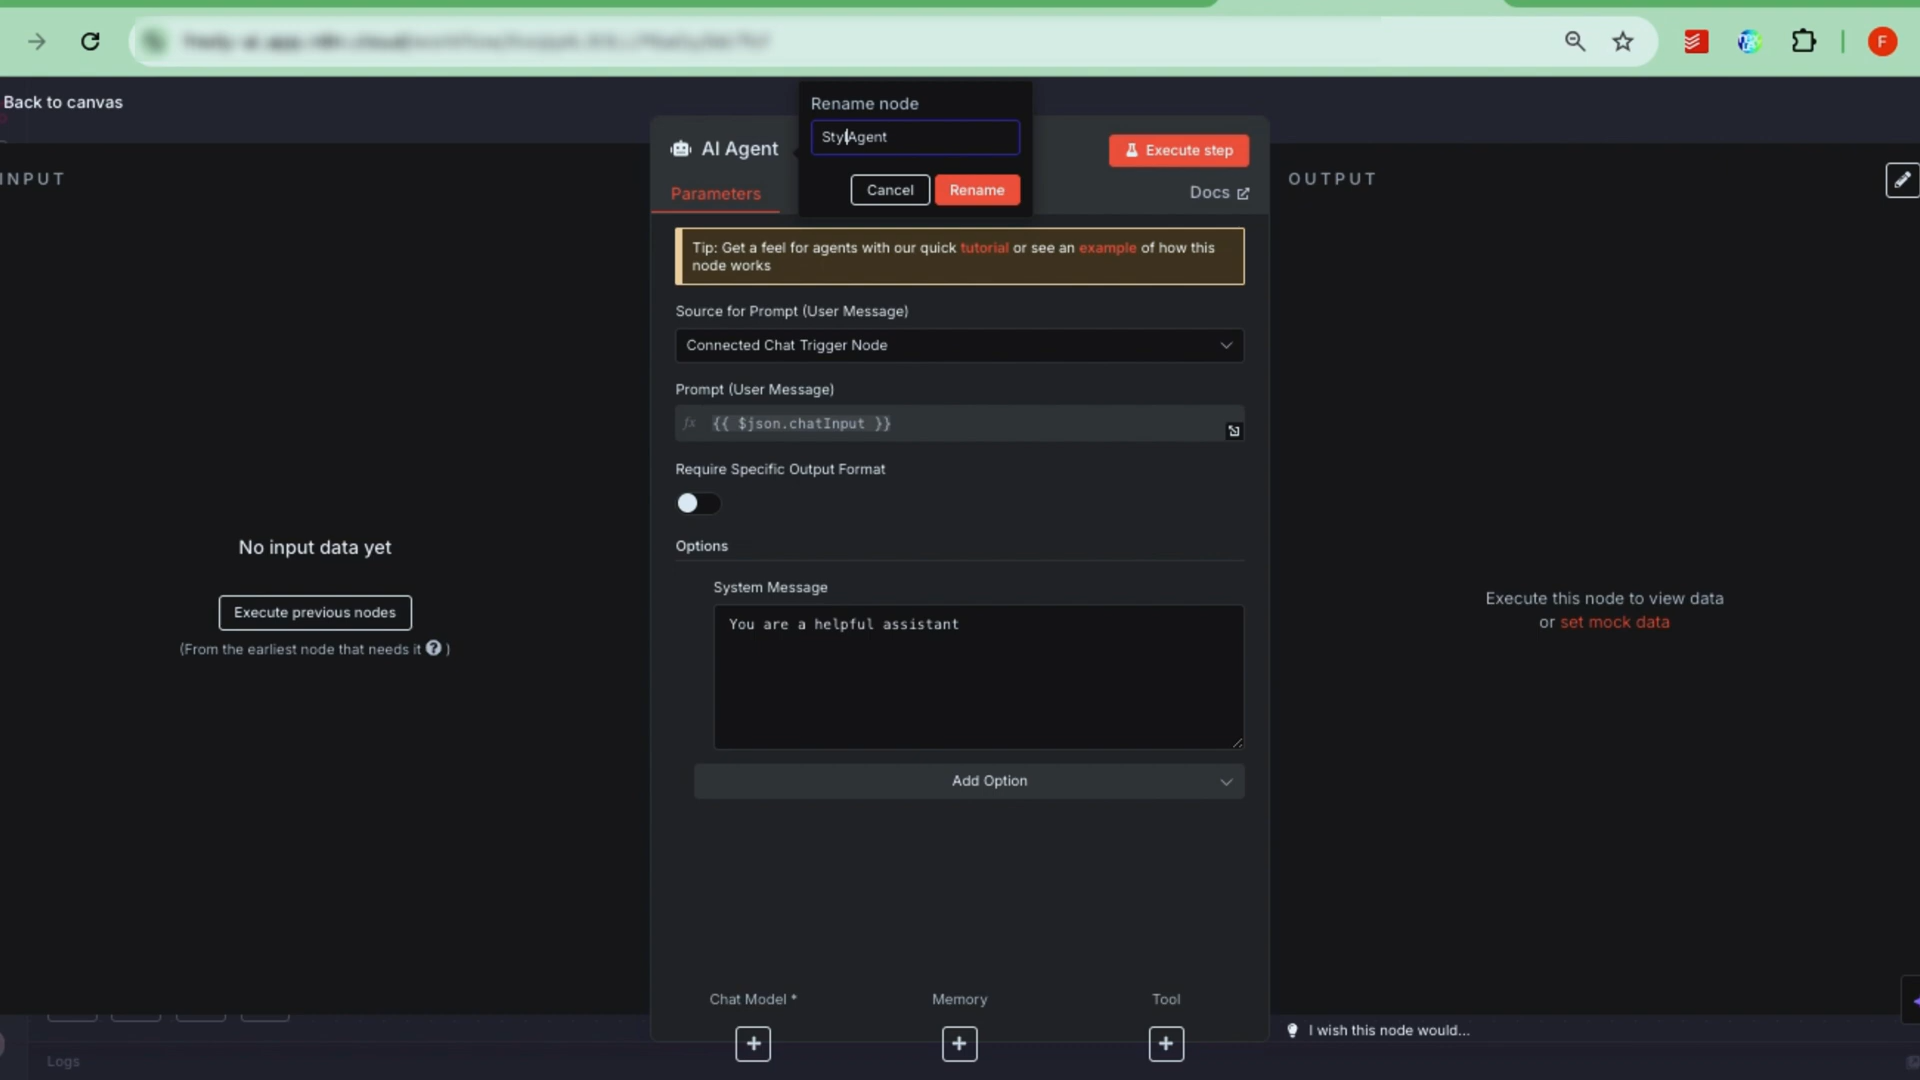 F
Back to canvas
Rename node
StylAgent
Cancel
Rename
AI Agent
Execute step
Parameters
Docs
INPUT
OUTPUT
Tip: Get a feel for agents with our quick tutorial or see an example of how this
node works
Source for Prompt (User Message)
Connected Chat Trigger Node
Prompt (User Message)
fx {{ $json.chatInput }}
Require Specific Output Format
No input data yet
Execute previous nodes
(From the earliest node that needs it ? )
Options
System Message
You are a helpful assistant
Execute this node to view data
or set mock data
Add Option
Chat Model *
Memory
Tool
I wish this node would...
Logs